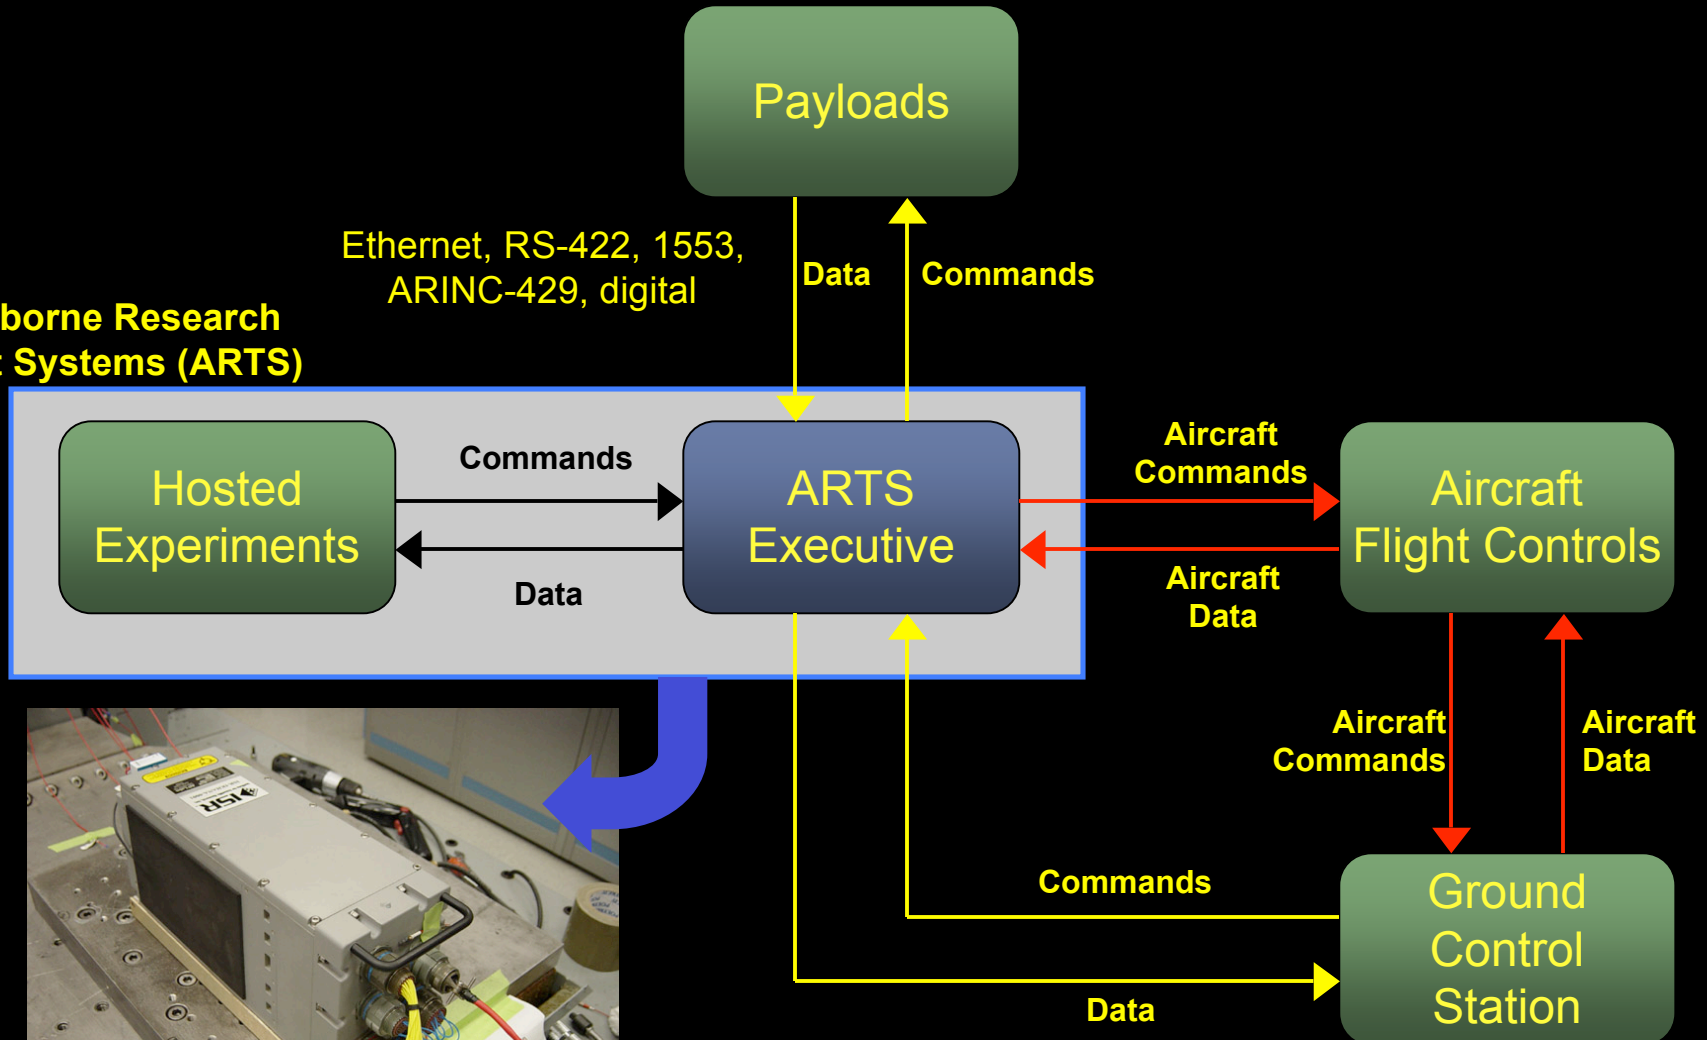 Payloads
Ethernet, RS-422, 1553,
ARINC-429, digital
Data
Commands
borne Research
t Systems (ARTS)
Hosted
Experiments
Commands
Data
ARTS
Executive
Aircraft
Commands
Aircraft
Data
Aircraft
Flight Controls
Aircraft
Commands
Aircraft
Data
ISR
Commands
Data
Ground
Control
Station